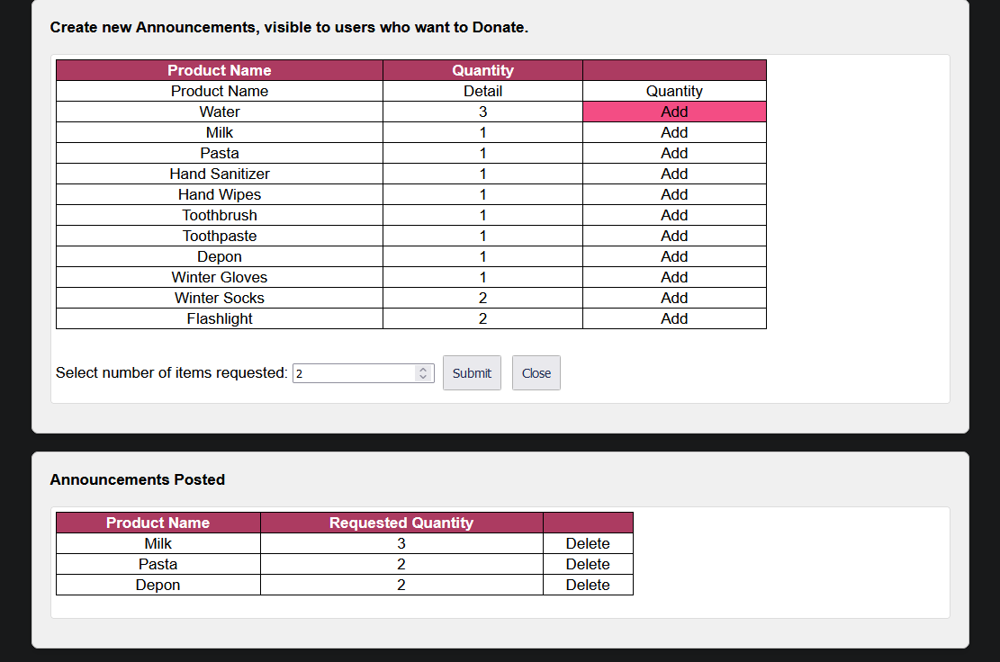 Create new Announcements, visible to users who want to Donate.
Product Name Quantity
Product Name Detail Quantity
Water 3 Add
Milk 1 Add
Pasta 1 Add
Hand Sanitizer 1 Add
Hand Wipes 1 Add
Toothbrush 1 Add
Toothpaste 1 Add
Depon 1 Add
Winter Gloves 1 Add
Winter Socks 2 Add
Flashlight 2 Add
Select number of items requested: 2 Submit Close
Announcements Posted
Product Name Requested Quantity
Milk 3 Delete
Pasta 2 Delete
Depon 2 Delete